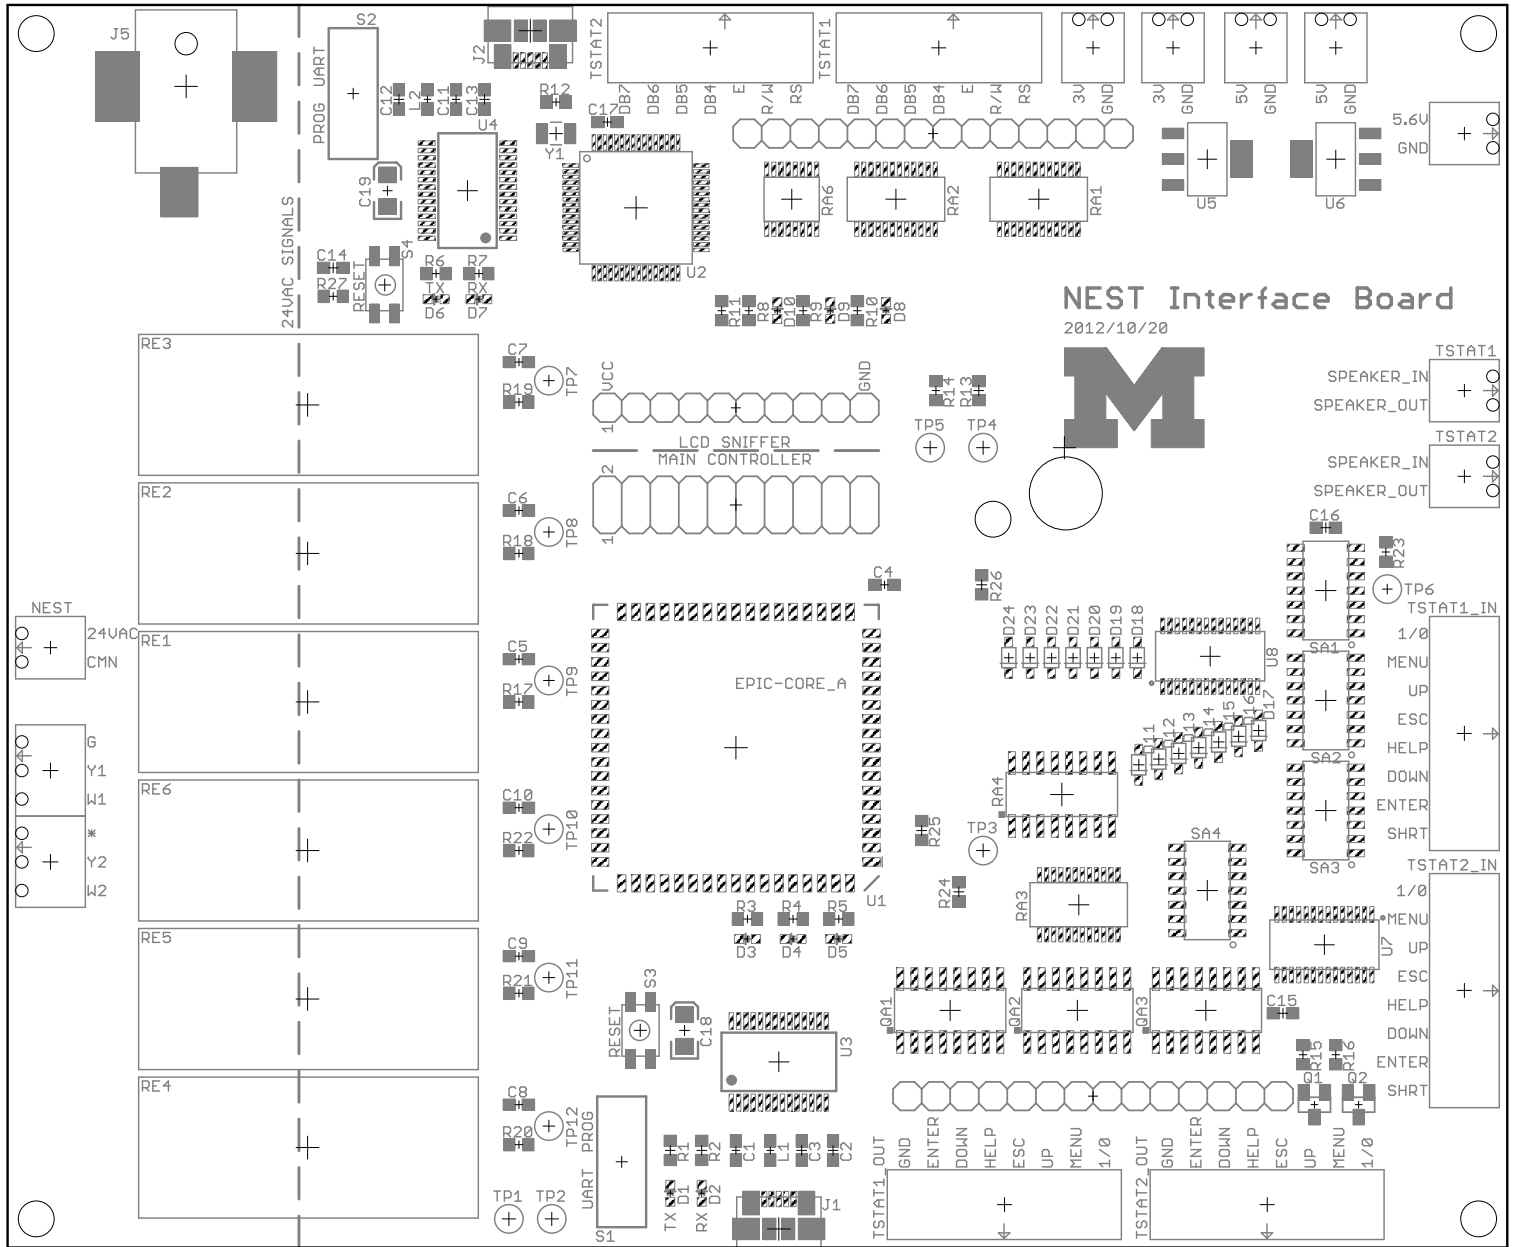 J5
S2
PROG UART
J2
TSTAT2
DB7 DB6 DB5 DB4 E R/W RS
TSTAT1
DB7 DB6 DB5 DB4 E R/W RS
3V GND
3V GND
5V GND
5V GND
5.6V
GND
C12 L2 C11 C13
R12
C17
U4
Y1
C19
S4
RESET
C14
R27
R6 R7
TX RX
D6 D7
U2
RA6
RA2
RA1
U5
U6
24VAC SIGNALS
R11 R8 D10 R9 D9 R10 D8
NEST Interface Board
2012/10/20
M
TSTAT1
SPEAKER_IN
SPEAKER_OUT
TSTAT2
SPEAKER_IN
SPEAKER_OUT
RE3
C7
R19
TP7
1 VCC GND
LCD SNIFFER
MAIN CONTROLLER
1 2
R14 R13
TP5 TP4
RE2
C6
R18
TP8
C4
R26
C16
R23
TP6
NEST
24VAC
CMN
RE1
C5
R17
TP9
EPIC-CORE_A
D24 D23 D22 D21 D20 D19 D18
U8
SA1
SA2
SA3
TSTAT1_IN
1/0
MENU
UP
ESC
HELP
DOWN
ENTER
SHRT
G
Y1
W1
*
Y2
W2
D11 D12 D13 D14 D15 D16 D17
RE6
C10
R22
TP10
RA4
R25
TP3
SA4
R24
RA3
U1
R3 R4 R5
D3 D4 D5
TSTAT2_IN
1/0
MENU
UP
ESC
HELP
DOWN
ENTER
SHRT
U7
RE5
C9
R21
TP11
S3
RESET
C18
U3
QA1
QA2
QA3
C15
R15 R16
Q1 Q2
RE4
C8
R20
TP12
TP1 TP2
UART PROG
S1
R1 R2 C1 L1 C3 C2
D1 D2
TX RX
J1
TSTAT1_OUT
GND ENTER DOWN HELP ESC UP MENU 1/0
TSTAT2_OUT
GND ENTER DOWN HELP ESC UP MENU 1/0